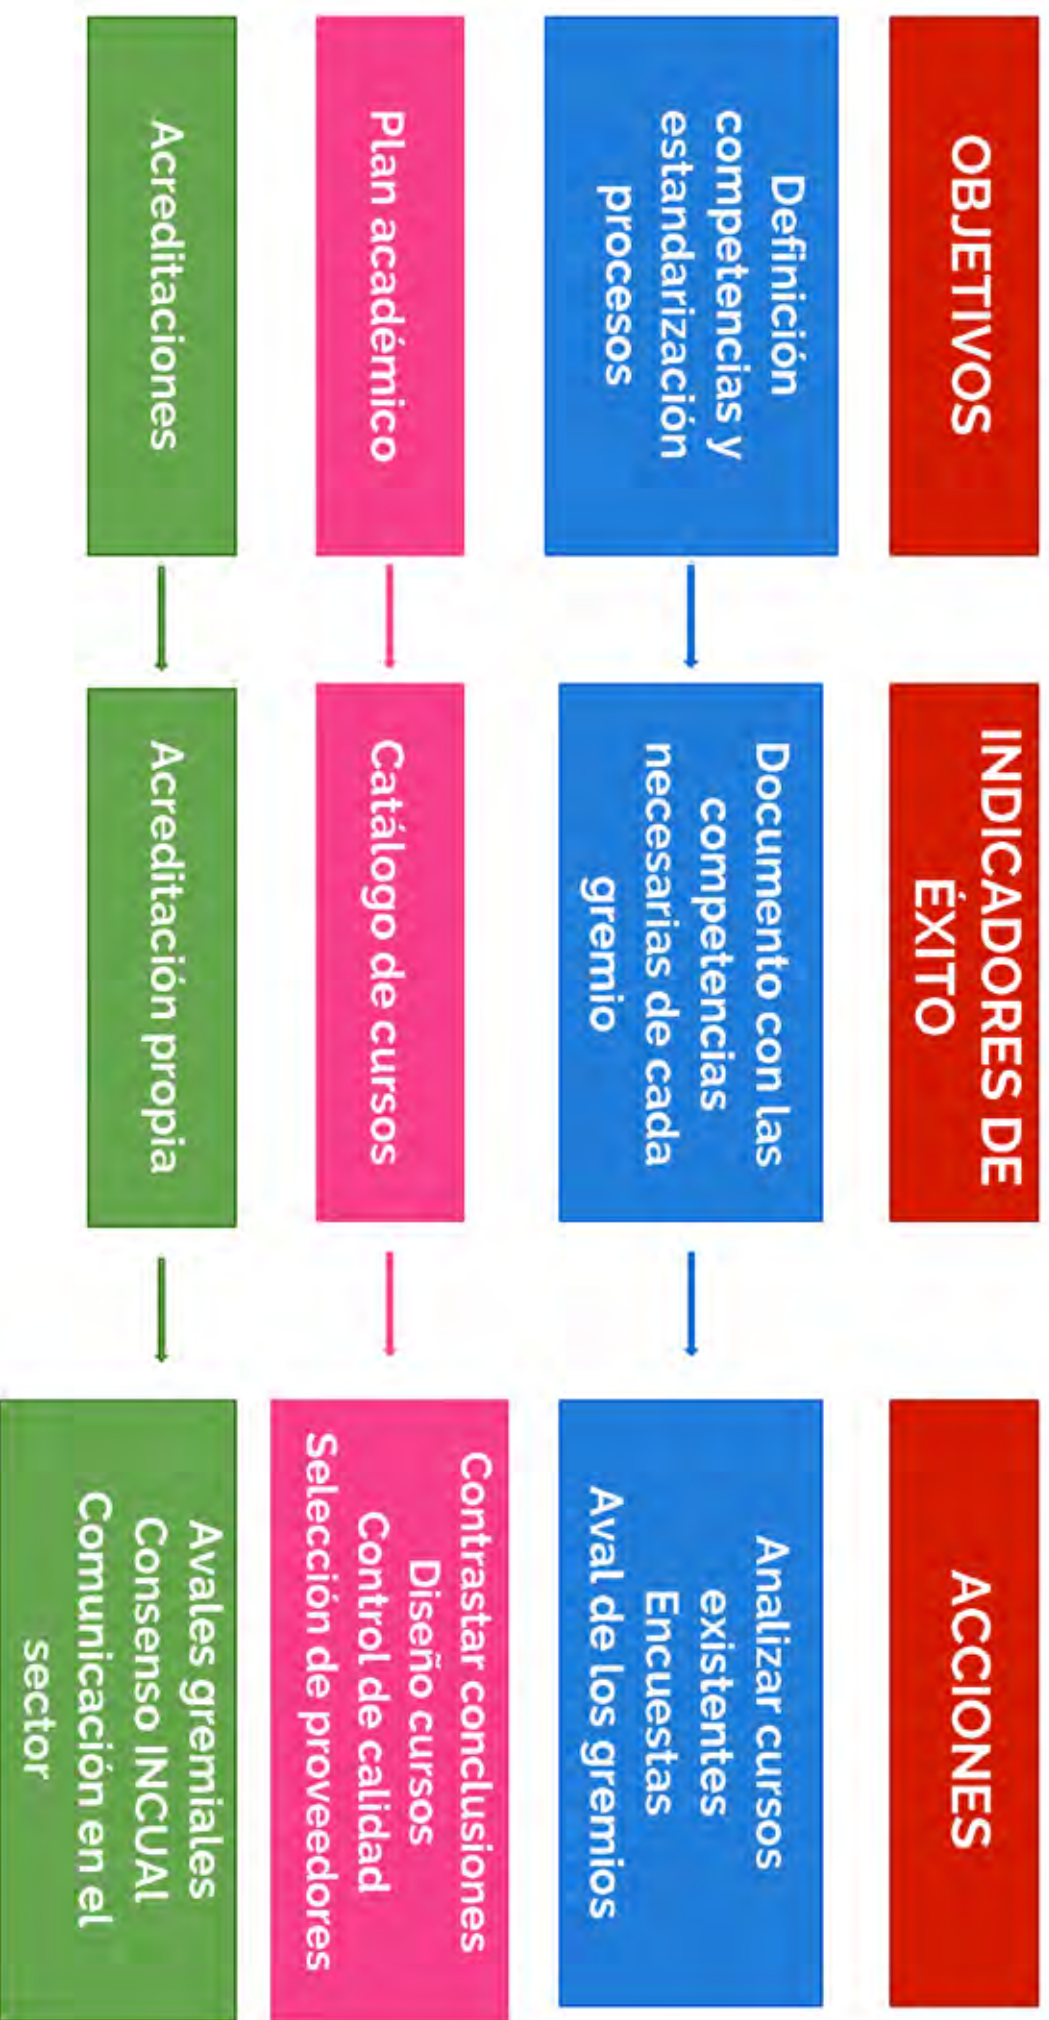 OBJETIVOS
INDICADORES DE
ÉXITO
ACCIONES
Definición
competencias y
estandarización
procesos
Documento con las
competencias
necesarias de cada
gremio
Analizar cursos
existentes
Encuestas
Aval de los gremios
Plan académico
Catálogo de cursos
Contrastar conclusiones
Diseño cursos
Control de calidad
Selección de proveedores
Acreditaciones
Acreditación propia
Avales gremiales
Consenso INCUAl
Comunicación en el
sector